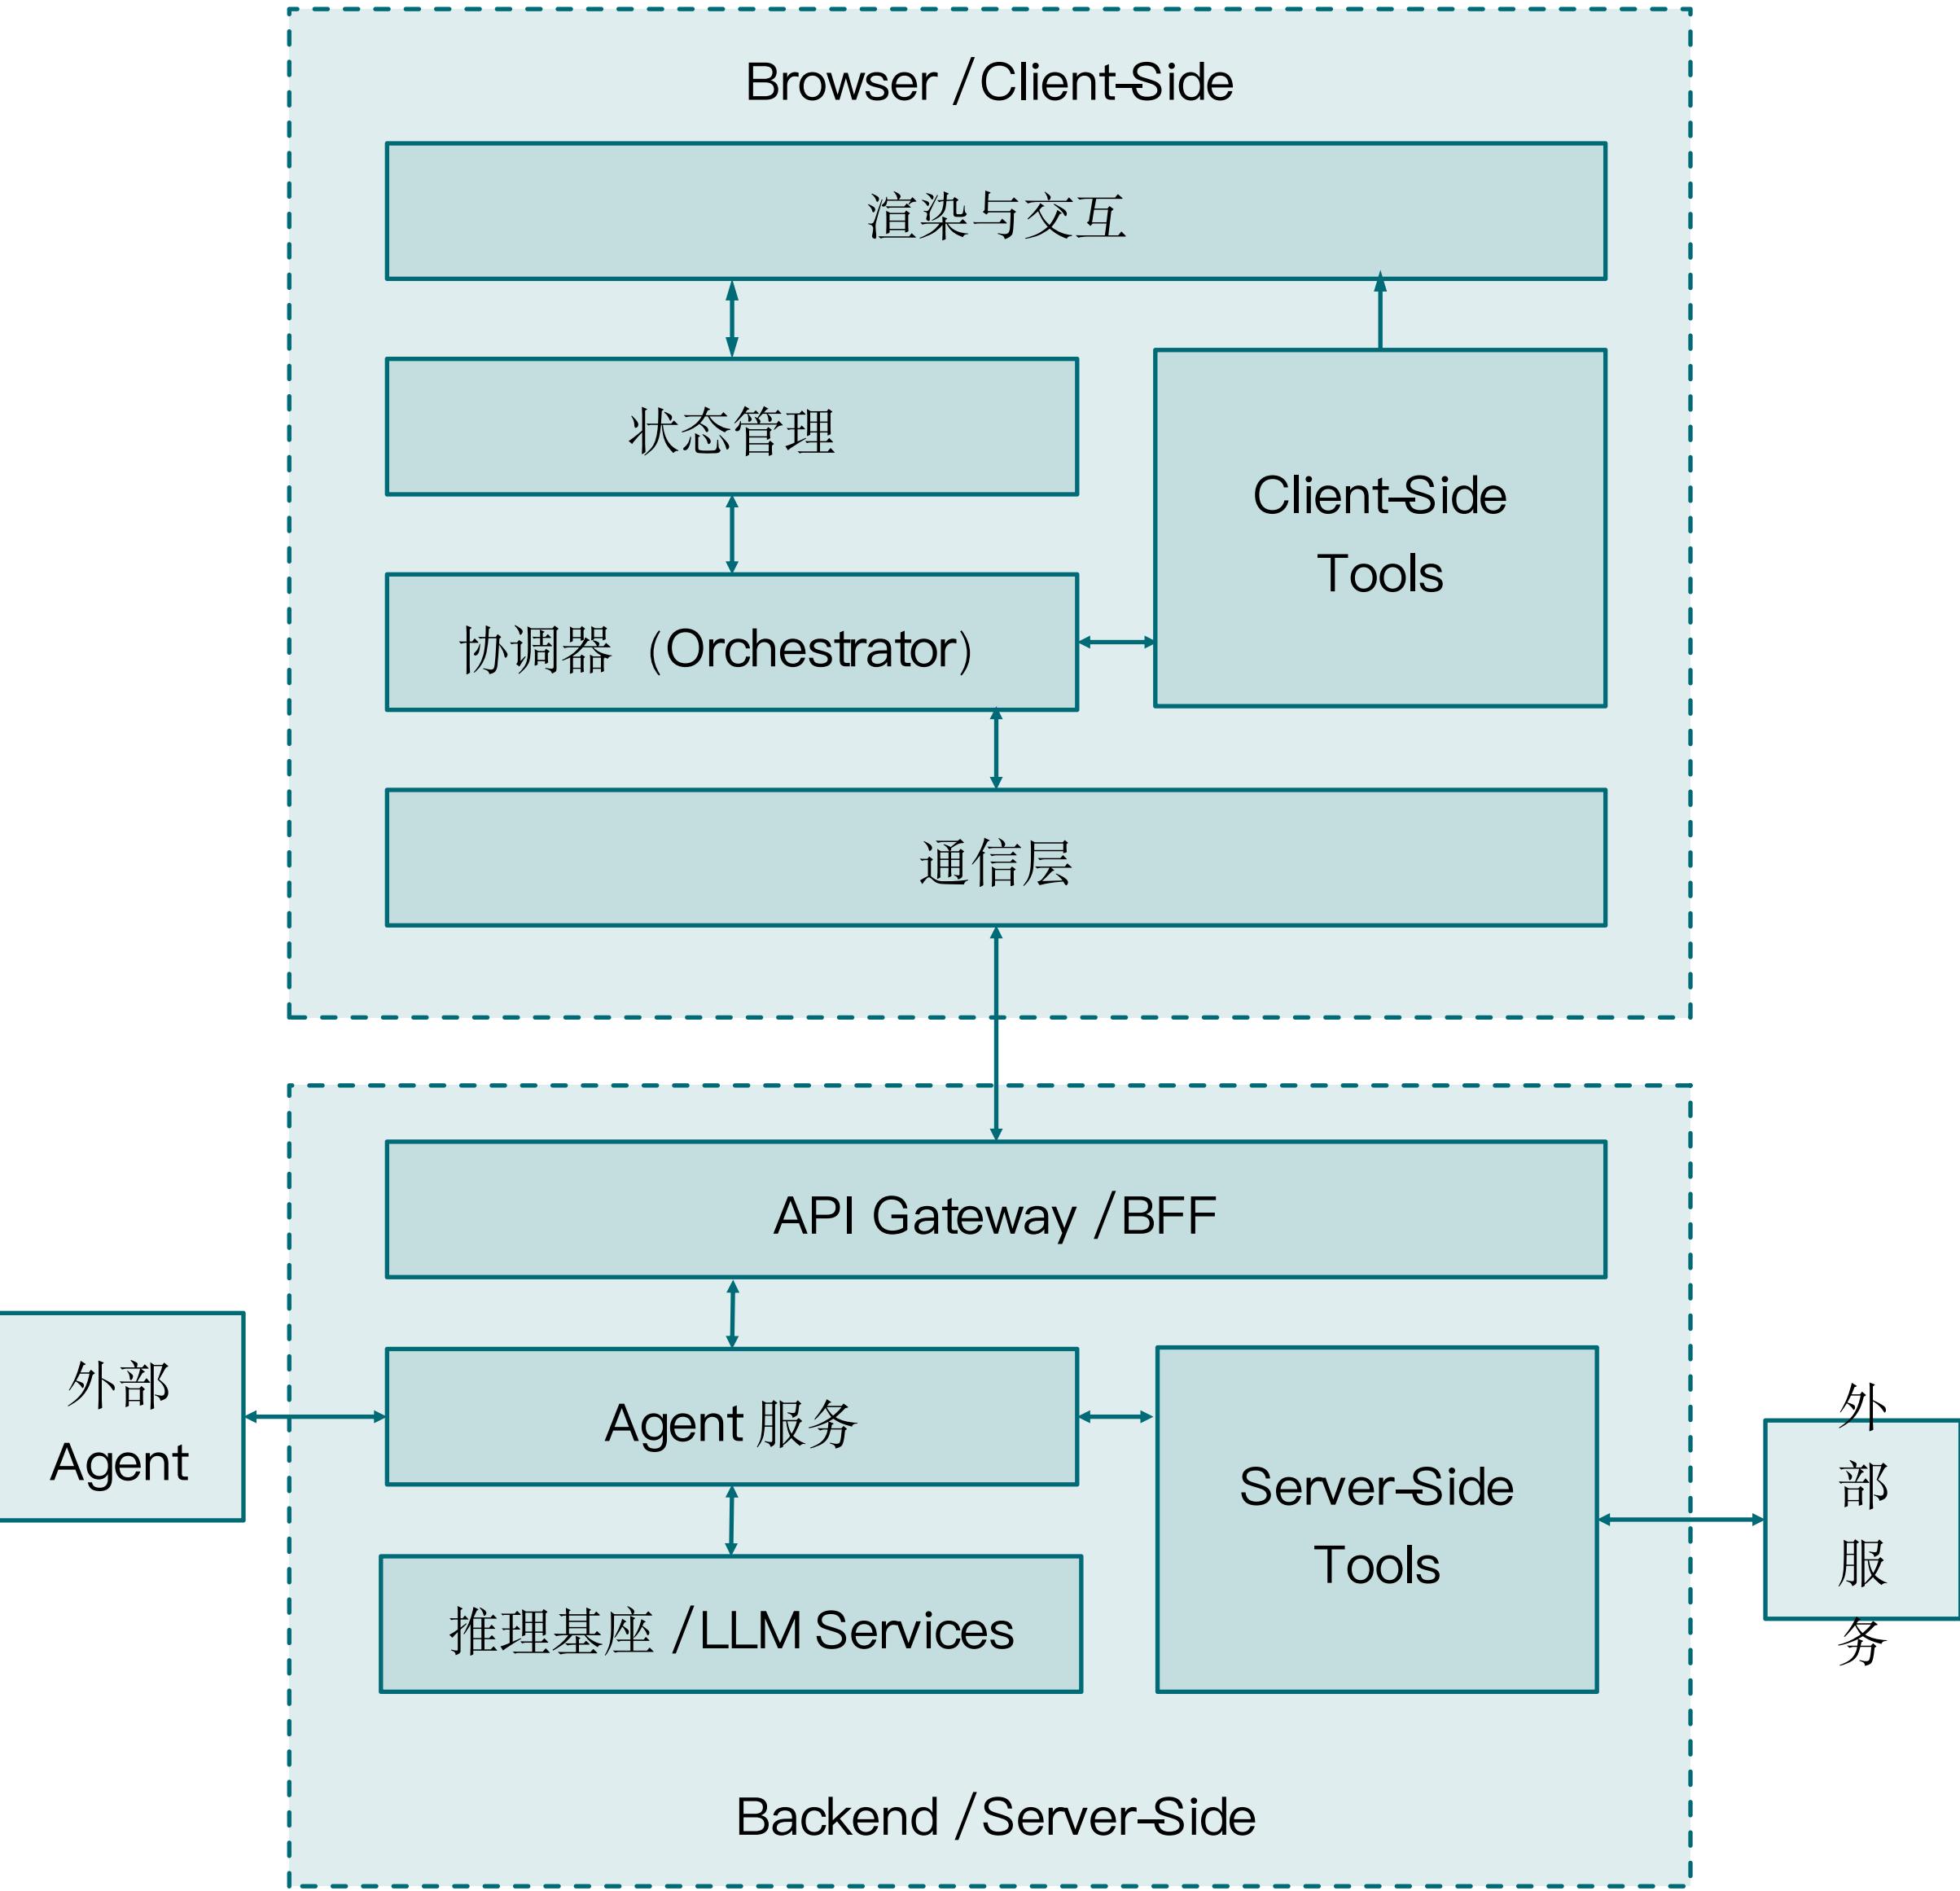 Browser /Client-Side
渲染与交互
状态管理
Client-Side
Tools
协调器 (Orchestrator)
通信层
API Gateway /BFF
外部
Agent
Agent 服务
Server-Side
Tools
外
部
服
务
推理基座 /LLM Services
Backend /Server-Side